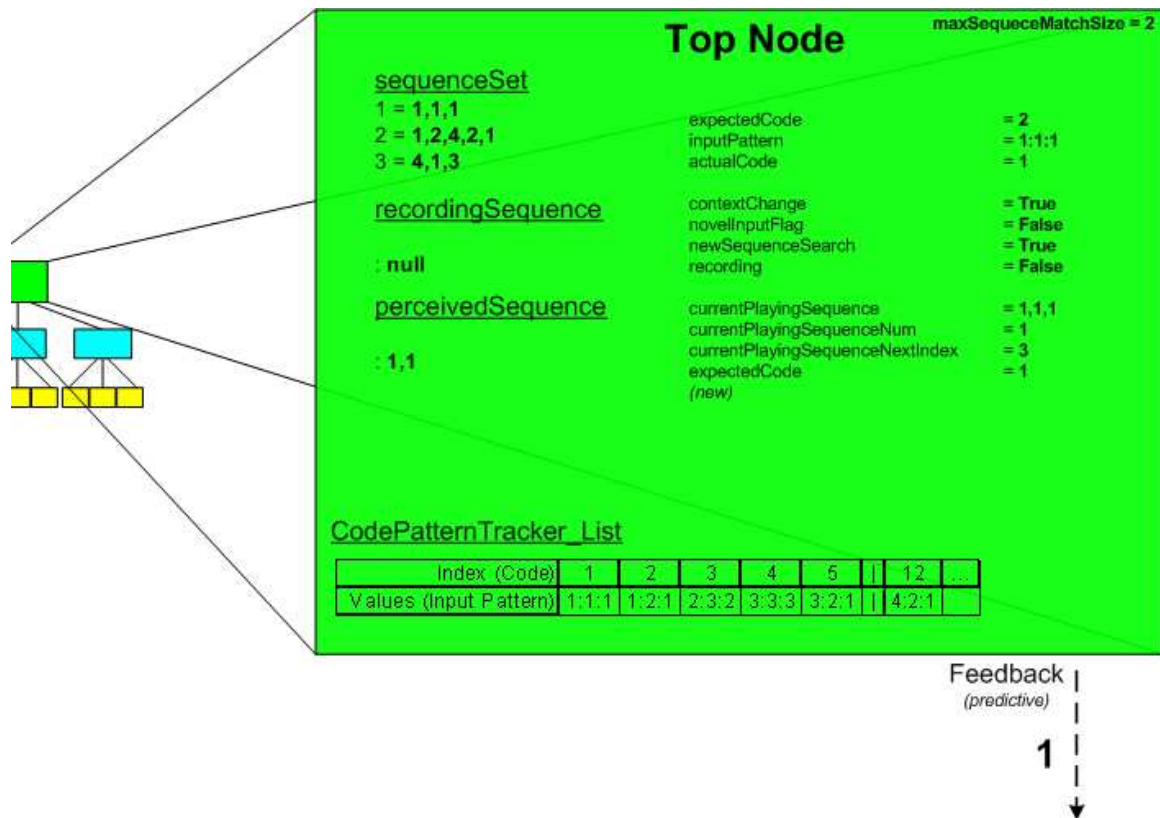 Top Node
maxSequeceMatchSize = 2
sequenceSet
1 = 1,1,1
2 = 1,2,4,2,1
3 = 4,1,3
expectedCode = 2
inputPattern = 1:1:1
actualCode = 1
recordingSequence
: null
contextChange = True
novelInputFlag = False
newSequenceSearch = True
recording = False
perceivedSequence
: 1,1
currentPlayingSequence = 1,1,1
currentPlayingSequenceNum = 1
currentPlayingSequenceNextIndex = 3
expectedCode = 1
(new)
CodePatternTracker_List
Index (Code) 1 2 3 4 5 | 12 ...
Values (Input Pattern) 1:1:1 1:2:1 2:3:2 3:3:3 3:2:1 | 4:2:1
Feedback
(predictive)
1